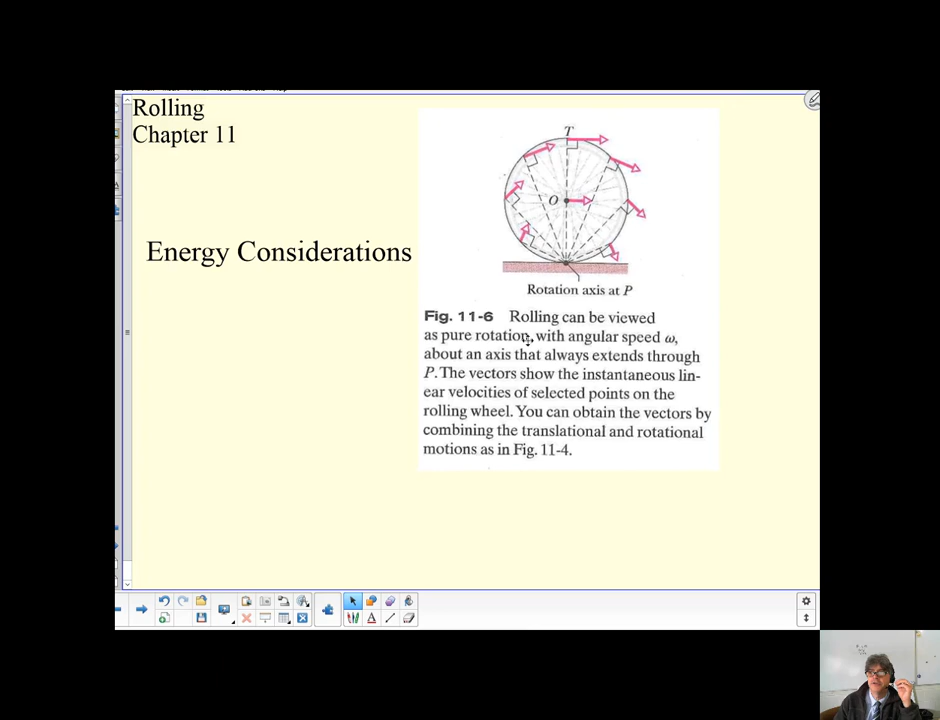 Rolling
Chapter 11
Energy Considerations
T
O
Rotation axis at P
Fig. 11-6 Rolling can be viewed
as pure rotation, with angular speed ω,
about an axis that always extends through
P. The vectors show the instantaneous lin-
ear velocities of selected points on the
rolling wheel. You can obtain the vectors by
combining the translational and rotational
motions as in Fig. 11-4.